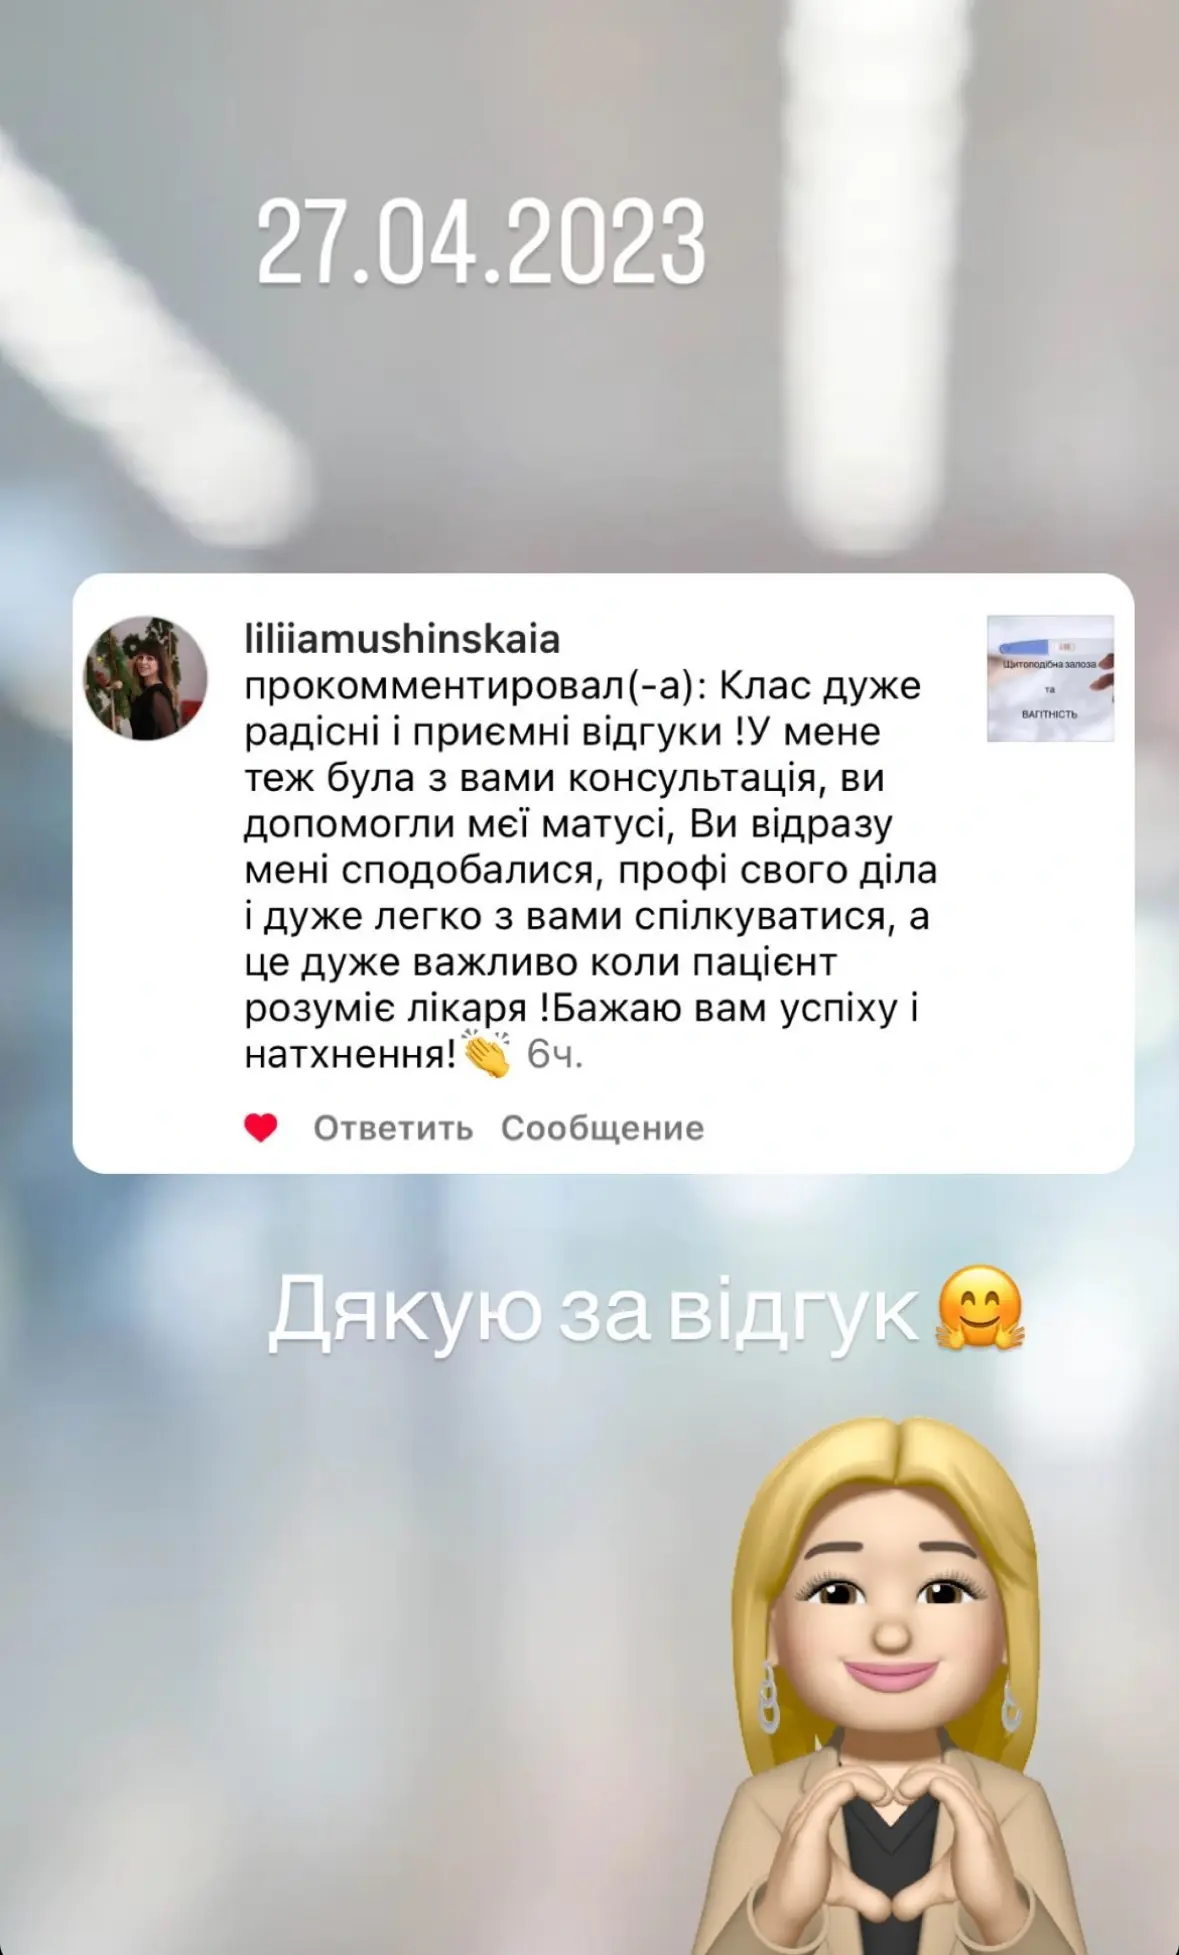 27.04.2023
liliiamushinskaia
прокомментировал(-а): Клас дуже
радісні і приємні відгуки !У мене
теж була з вами консультація, ви
допомогли меї матусі, Ви відразу
мені сподобалися, профі свого діла
і дуже легко з вами спілкуватися, а
це дуже важливо коли пацієнт
розуміє лікаря !Бажаю вам успіху і
натхнення!👏 6ч.
Щитоподібна залоза
та
ВАГІТНІСТЬ
Ответить Сообщение
Дякую за відгук 🤗